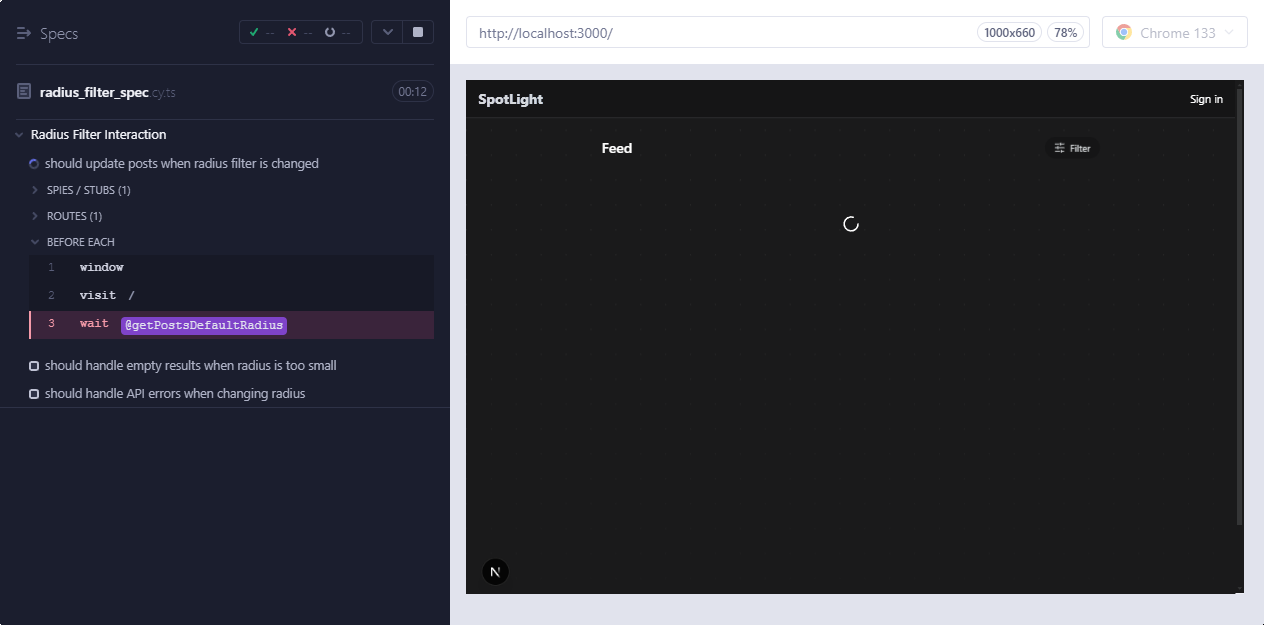 Specs
-- -- --
radius_filter_spec.cy.ts 00:12
Radius Filter Interaction
should update posts when radius filter is changed
SPIES / STUBS (1)
ROUTES (1)
BEFORE EACH
1 window
2 visit /
3 wait @getPostsDefaultRadius
should handle empty results when radius is too small
should handle API errors when changing radius
http://localhost:3000/ 1000x660 78% Chrome 133
SpotLight Sign in
Feed Filter
N